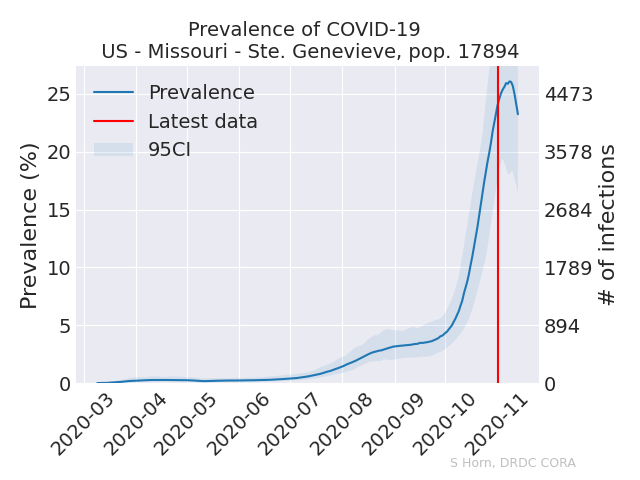 Prevalence of COVID-19
US - Missouri - Ste. Genevieve, pop. 17894
Prevalence
Latest data
95CI
Prevalence (%)
25
20
15
10
5
0
4473
3578
2684
1789
894
0
# of infections
2020-03
2020-04
2020-05
2020-06
2020-07
2020-08
2020-09
2020-10
2020-11
S Horn, DRDC CORA